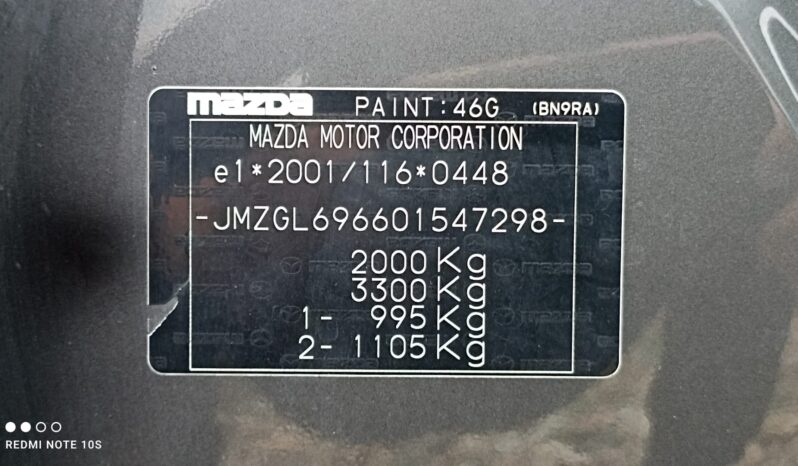 mazda PAINT:46G (BN9RA)
MAZDA MOTOR CORPORATION
e1*2001/116*0448
-JMZGL696601547298-
2000Kg
3300Kg
1- 995Kg
2- 1105Kg
REDMI NOTE 10S